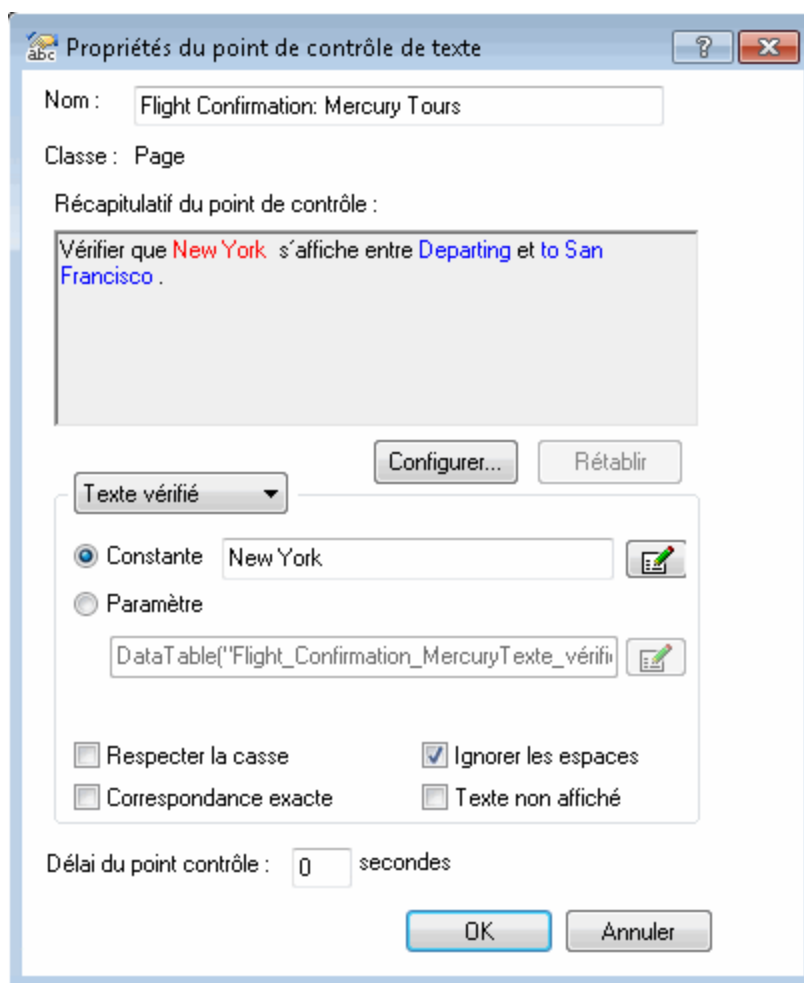 abc Propriétés du point de contrôle de texte ?
Nom : Flight Confirmation: Mercury Tours
Classe : Page
Récapitulatif du point de contrôle :
Vérifier que New York s´affiche entre Departing et to San
Francisco .
Configurer... Rétablir
Texte vérifié
Constante New York
Paramètre
DataTable("Flight_Confirmation_MercuryTexte_vérifi
Respecter la casse Ignorer les espaces
Correspondance exacte Texte non affiché
Délai du point contrôle : 0 secondes
OK Annuler